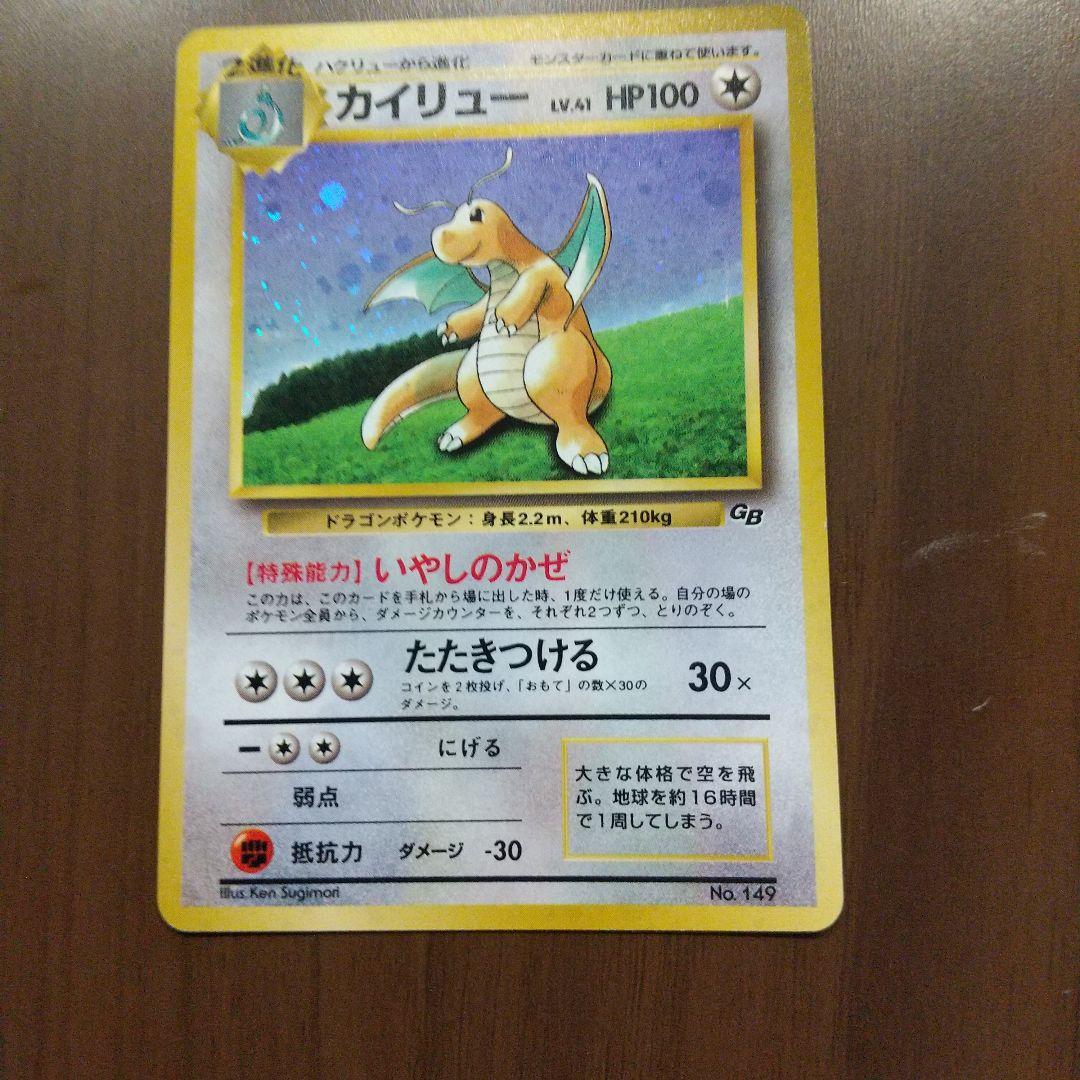 2進化 ハクリューから進化 モンスターカードに重ねて使います。
カイリュー LV.41 HP100
ドラゴンポケモン：身長2.2m、体重210kg GB
【特殊能力】いやしのかぜ
この力は、このカードを手札から場に出した時、1度だけ使える。自分の場の
ポケモン全員から、ダメージカウンターを、それぞれ2つずつ、とりのぞく。
たたきつける 30×
コインを2枚投げ、「おもて」の数×30の
ダメージ。
にげる
弱点
抵抗力 ダメージ -30
大きな体格で空を飛
ぶ。地球を約16時間
で1周してしまう。
Illus. Ken Sugimori No. 149